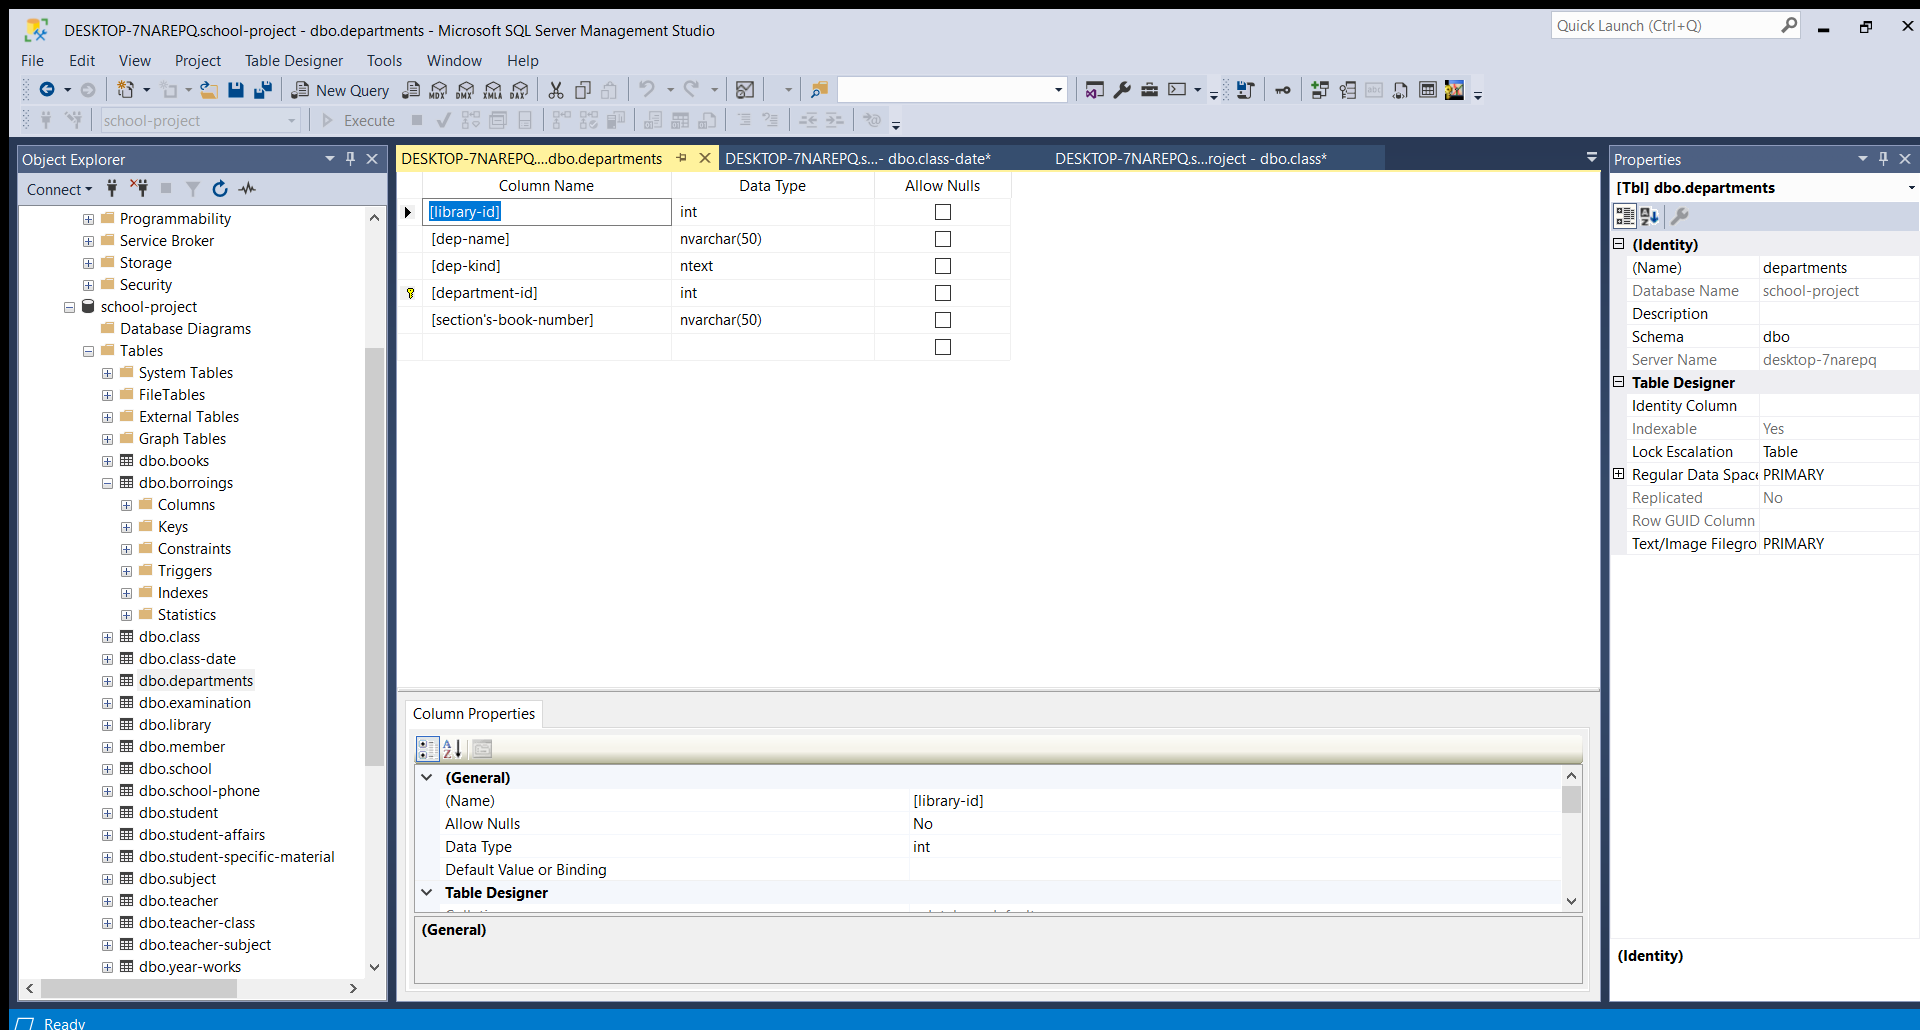 DESKTOP-7NAREPQ.school-project - dbo.departments - Microsoft SQL Server Management Studio
Quick Launch (Ctrl+Q)
File Edit View Project Table Designer Tools Window Help
New Query MDX DMX XMLA DAX
school-project Execute
Object Explorer
Connect
Programmability
Service Broker
Storage
Security
school-project
Database Diagrams
Tables
System Tables
FileTables
External Tables
Graph Tables
dbo.books
dbo.borroings
Columns
Keys
Constraints
Triggers
Indexes
Statistics
dbo.class
dbo.class-date
dbo.departments
dbo.examination
dbo.library
dbo.member
dbo.school
dbo.school-phone
dbo.student
dbo.student-affairs
dbo.student-specific-material
dbo.subject
dbo.teacher
dbo.teacher-class
dbo.teacher-subject
dbo.year-works
DESKTOP-7NAREPQ....dbo.departments DESKTOP-7NAREPQ.s...- dbo.class-date* DESKTOP-7NAREPQ.s...roject - dbo.class*
Column Name Data Type Allow Nulls
[library-id] int
[dep-name] nvarchar(50)
[dep-kind] ntext
[department-id] int
[section's-book-number] nvarchar(50)
Column Properties
(General)
(Name) [library-id]
Allow Nulls No
Data Type int
Default Value or Binding
Table Designer
(General)
Properties
[Tbl] dbo.departments
(Identity)
(Name) departments
Database Name school-project
Description
Schema dbo
Server Name desktop-7narepq
Table Designer
Identity Column
Indexable Yes
Lock Escalation Table
Regular Data Space PRIMARY
Replicated No
Row GUID Column
Text/Image Filegro PRIMARY
(Identity)
Ready